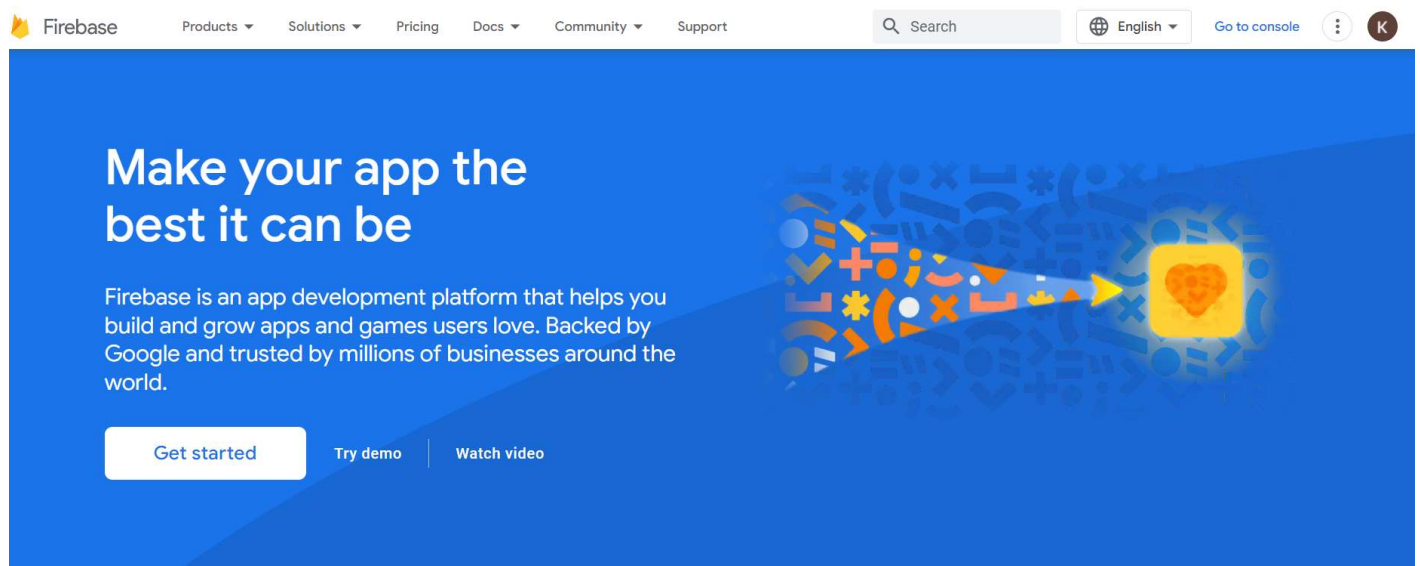 Firebase
Products
Solutions
Pricing
Docs
Community
Support
Search
English
Go to console
K
Make your app the
best it can be
Firebase is an app development platform that helps you
build and grow apps and games users love. Backed by
Google and trusted by millions of businesses around the
world.
Get started
Try demo
Watch video